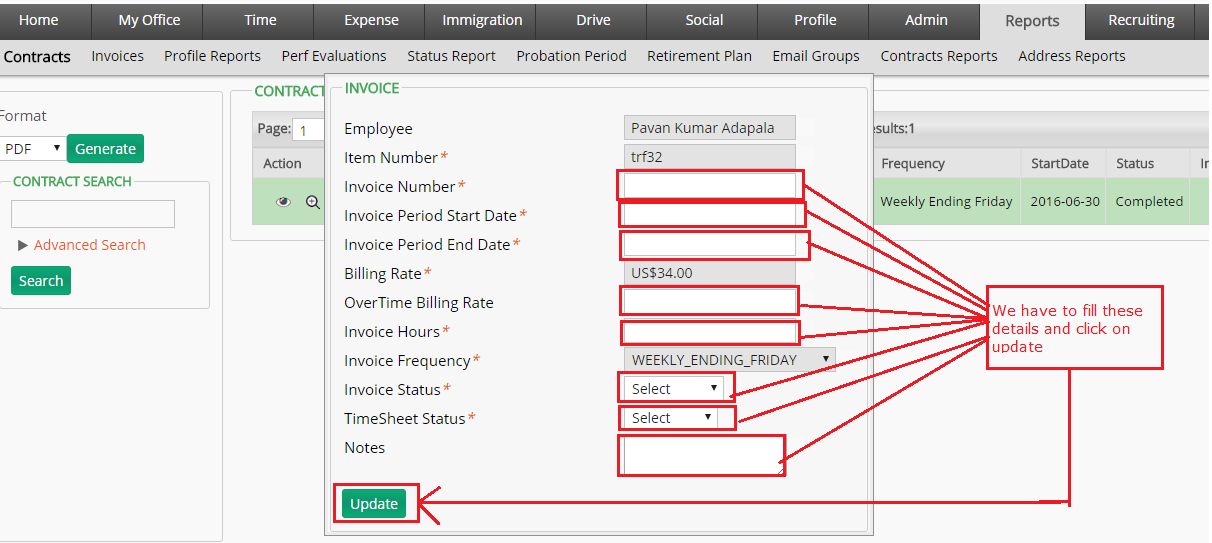 Home My Office Time Expense Immigration Drive Social Profile Admin Reports Recruiting
Contracts Invoices Profile Reports Perf Evaluations Status Report Probation Period Retirement Plan Email Groups Contracts Reports Address Reports
Format
PDF Generate
CONTRACT SEARCH
Advanced Search
Search
CONTRACT
Page: 1 esults:1
Action Frequency StartDate Status In
Weekly Ending Friday 2016-06-30 Completed
INVOICE
Employee Pavan Kumar Adapala
Item Number* trf32
Invoice Number*
Invoice Period Start Date*
Invoice Period End Date*
Billing Rate* US$34.00
OverTime Billing Rate
Invoice Hours*
Invoice Frequency* WEEKLY_ENDING_FRIDAY
Invoice Status* Select
TimeSheet Status* Select
Notes
Update
We have to fill these
details and click on
update